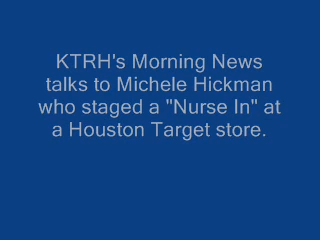 KTRH's Morning News
talks to Michele Hickman
who staged a "Nurse In" at
a Houston Target store.